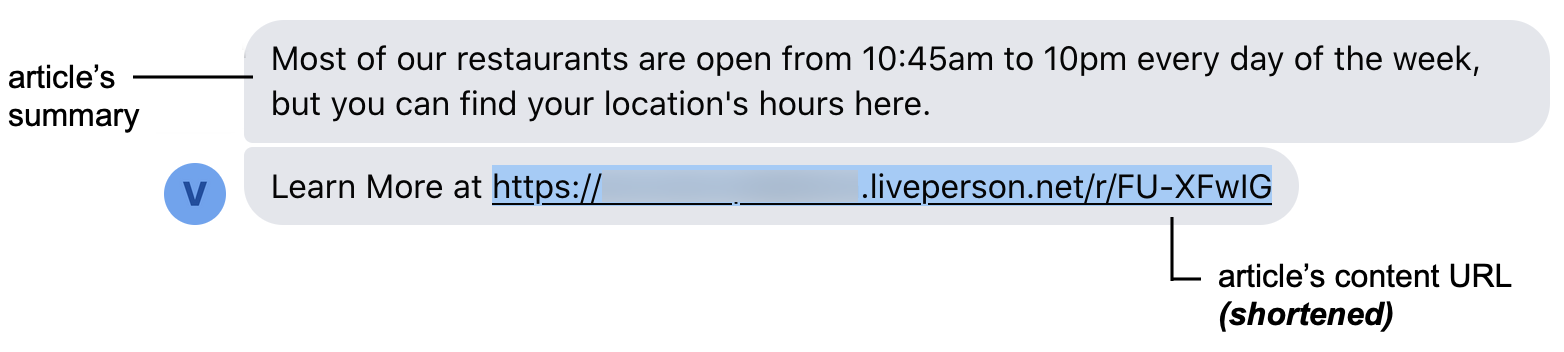 Most of our restaurants are open from 10:45am to 10pm every day of the week,
but you can find your location's hours here.
article's
summary
V
Learn More at https:// .liveperson.net/r/FU-XFwIG
article's content URL
(shortened)